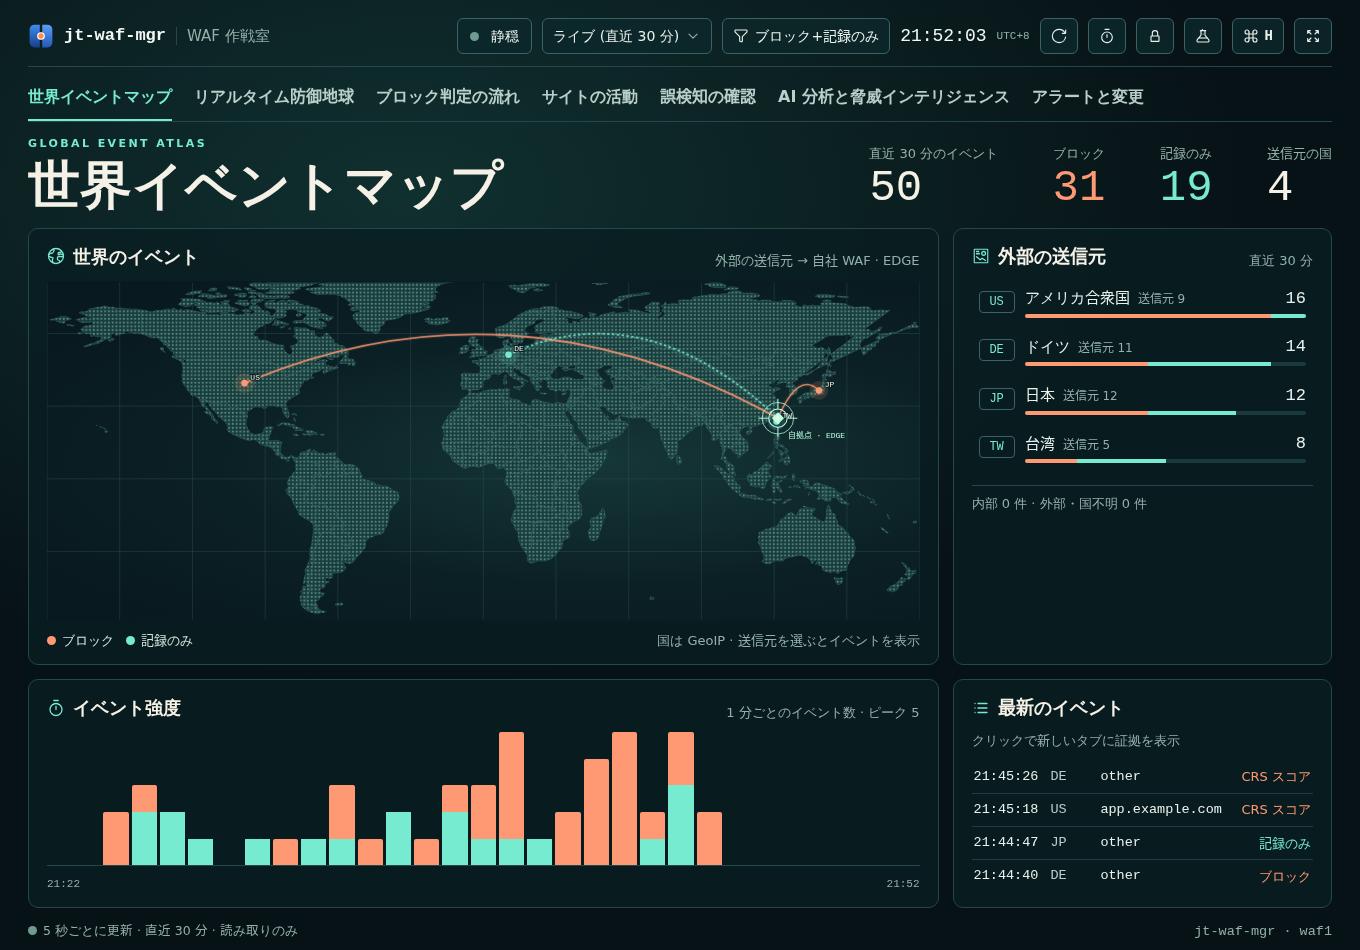 jt-waf-mgr WAF 作戦室 静穏 ライブ (直近 30 分) ブロック+記録のみ 21:52:03 UTC+8 ⌘ H
世界イベントマップ リアルタイム防御地球 ブロック判定の流れ サイトの活動 誤検知の確認 AI 分析と脅威インテリジェンス アラートと変更
GLOBAL EVENT ATLAS
世界イベントマップ
直近 30 分のイベント ブロック 記録のみ 送信元の国
50 31 19 4
世界のイベント
外部の送信元 → 自社 WAF · EDGE
US
DE
JP
自拠点 · EDGE
ブロック 記録のみ
国は GeoIP · 送信元を選ぶとイベントを表示
外部の送信元
直近 30 分
US アメリカ合衆国 送信元 9 16
DE ドイツ 送信元 11 14
JP 日本 送信元 12 12
TW 台湾 送信元 5 8
内部 0 件 · 外部・国不明 0 件
イベント強度
1 分ごとのイベント数 · ピーク 5
21:22 21:52
最新のイベント
クリックで新しいタブに証拠を表示
21:45:26 DE other CRS スコア
21:45:18 US app.example.com CRS スコア
21:44:47 JP other 記録のみ
21:44:40 DE other ブロック
5 秒ごとに更新 · 直近 30 分 · 読み取りのみ
jt-waf-mgr · waf1